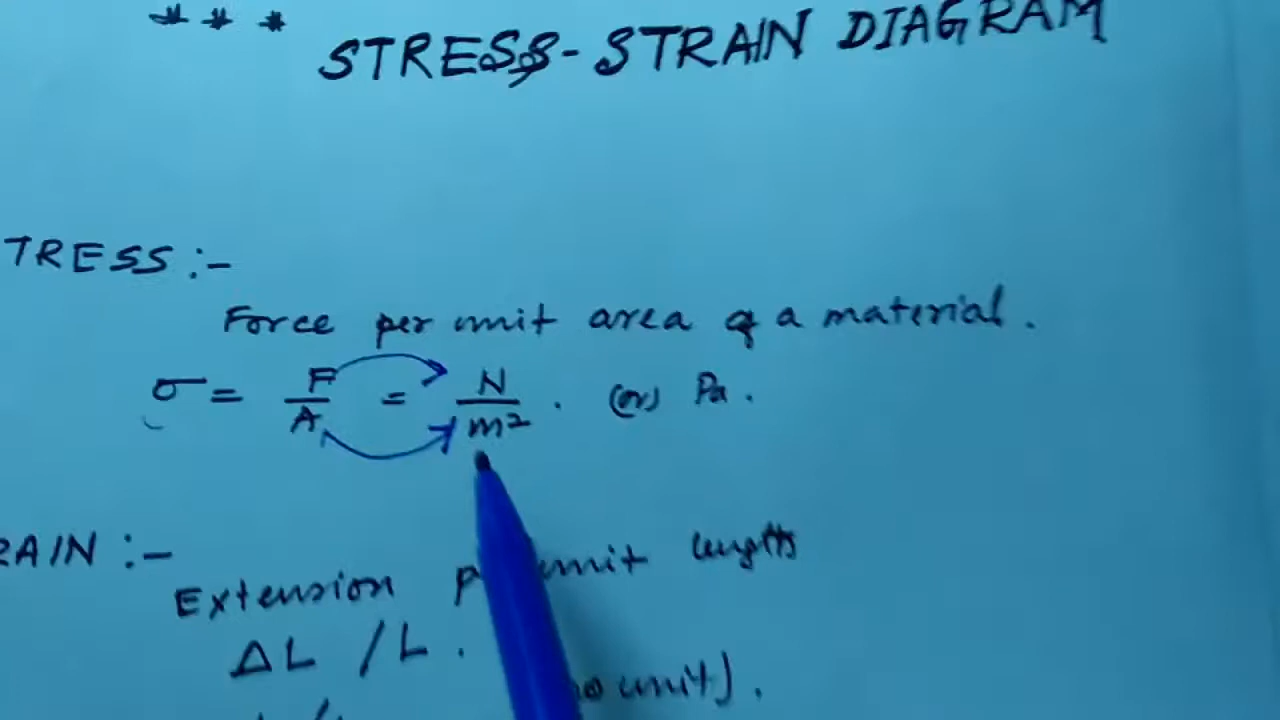 *** STRESS-STRAIN DIAGRAM
TRESS :-
Force per unit area of a material.
σ = F/A = N/m². (or) Pa.
RAIN :-
Extension unit length
ΔL /L.
unit).